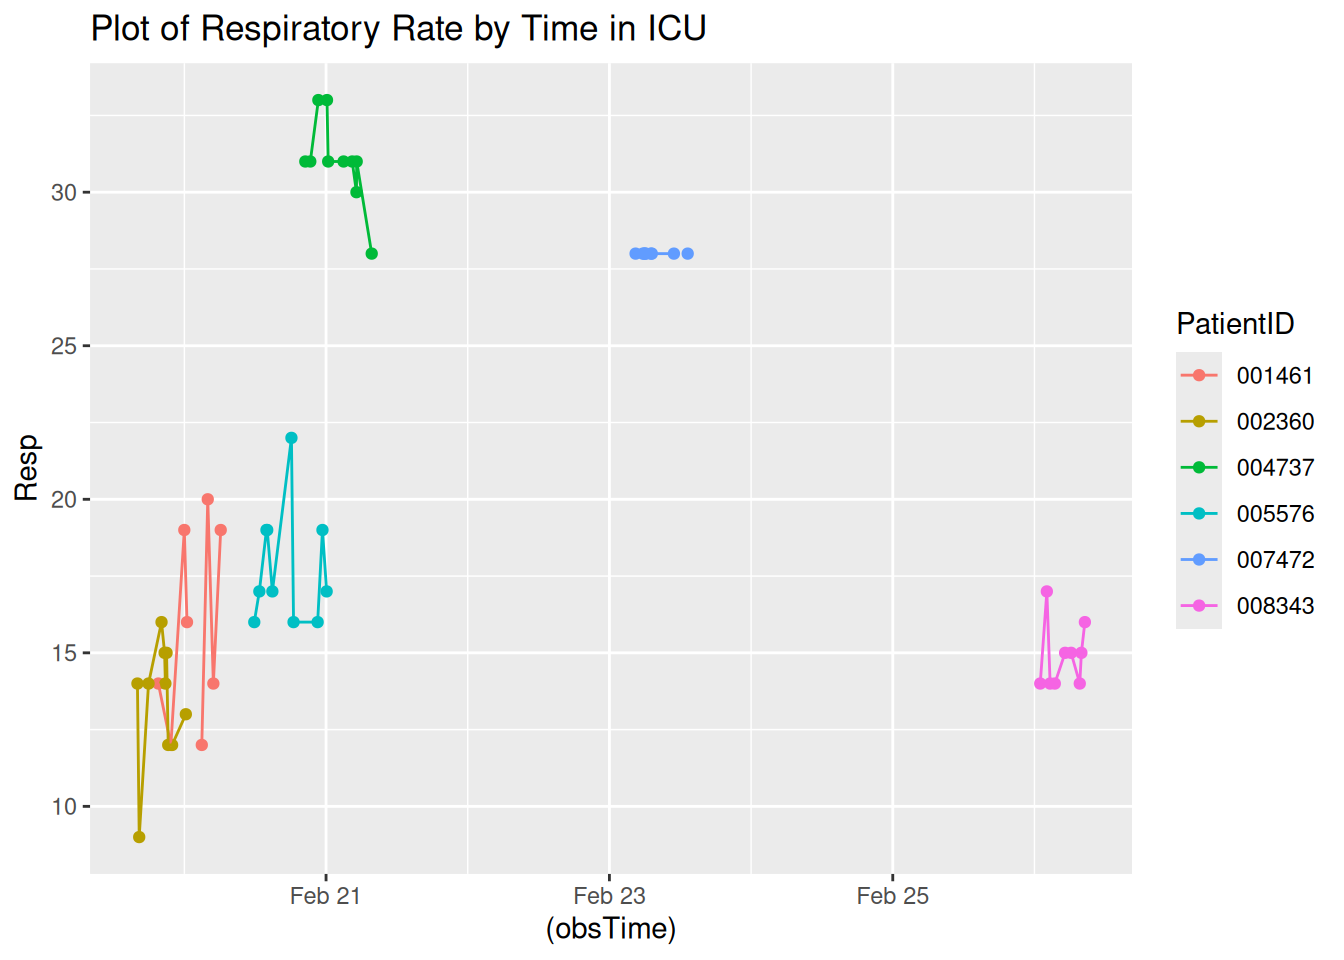 Plot of Respiratory Rate by Time in ICU
Resp
30
25
20
15
10
Feb 21
Feb 23
Feb 25
(obsTime)
PatientID
001461
002360
004737
005576
007472
008343